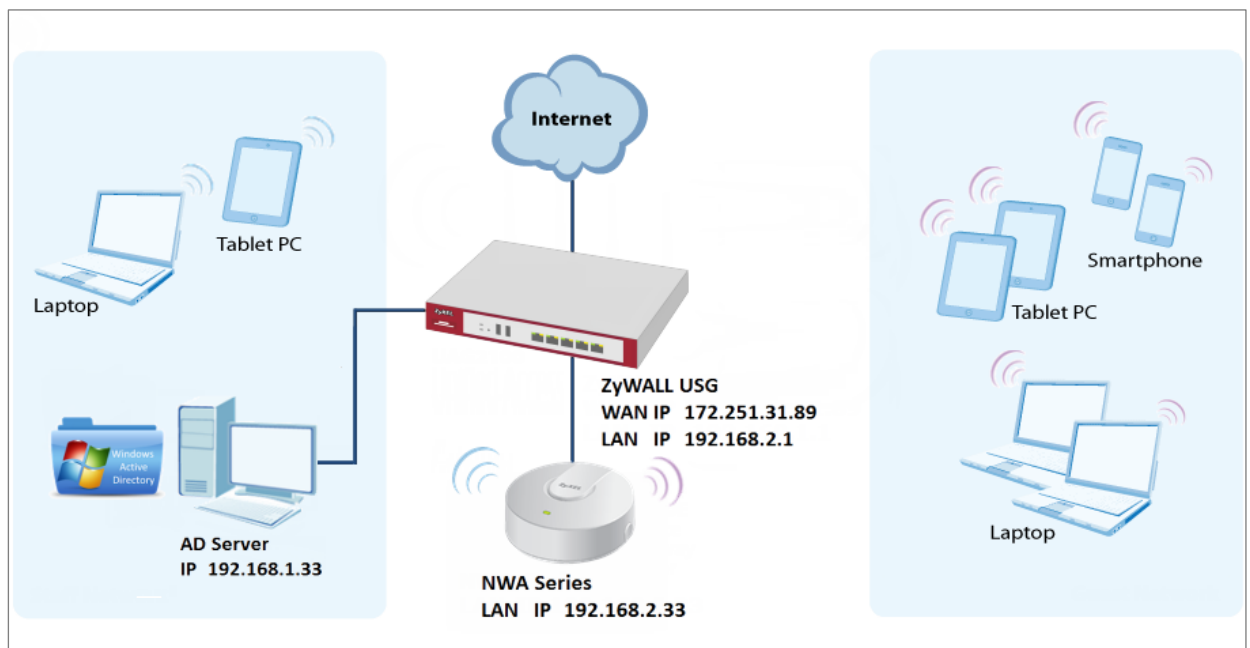 Internet
Tablet PC
Laptop
ZyXEL
ZyWALL USG
WAN IP 172.251.31.89
LAN IP 192.168.2.1
Windows
Active
Directory
AD Server
IP 192.168.1.33
ZyXEL
NWA Series
LAN IP 192.168.2.33
Smartphone
Tablet PC
Laptop